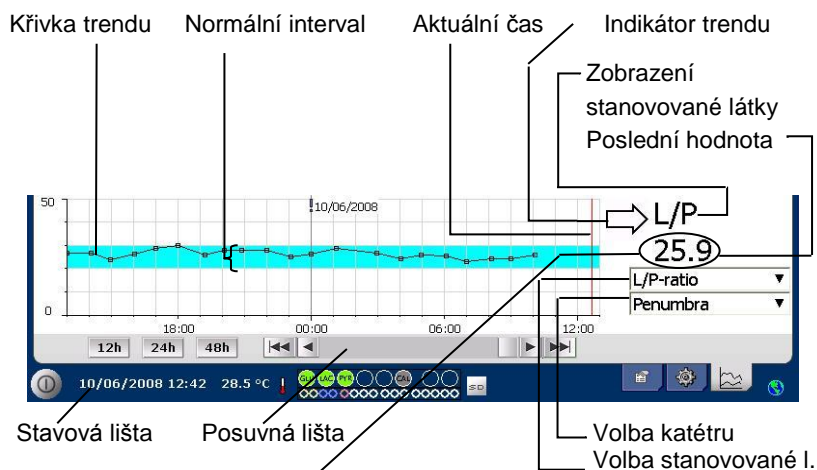 Křivka trendu Normální interval Aktuální čas Indikátor trendu
Zobrazení
stanovované látky
Poslední hodnota
50
10/06/2008
L/P
25.9
L/P-ratio
Penumbra
0
18:00 00:00 06:00 12:00
12h 24h 48h
10/06/2008 12:42 28.5 °C GLU LAC PYR CAL SD
Stavová lišta Posuvná lišta Volba katétru
Volba stanovované l.